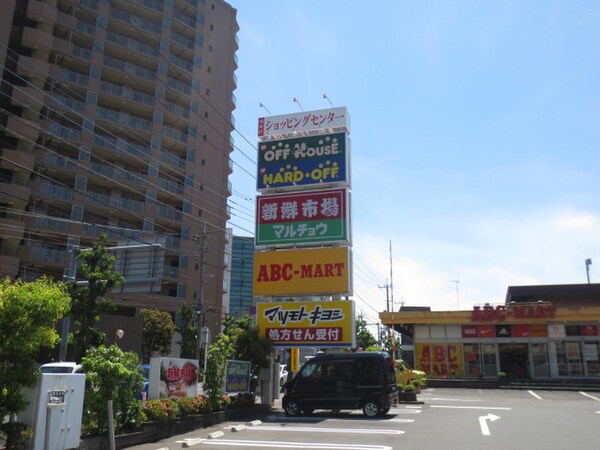 ショッピングセンター
OFF HOUSE
HARD・OFF
新鮮市場
マルチョウ
ABC-MART
マツモトキヨシ
処方せん受付
ABC-MART
ABC-MART